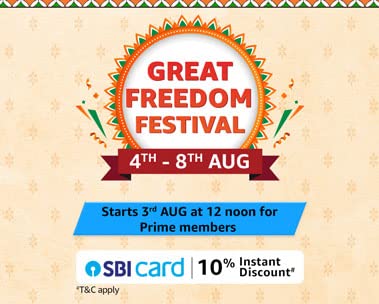 GREAT
FREEDOM
FESTIVAL
4TH - 8TH AUG
Starts 3rd AUG at 12 noon for
Prime members
SBI card | 10% Instant
Discount#
#T&C apply